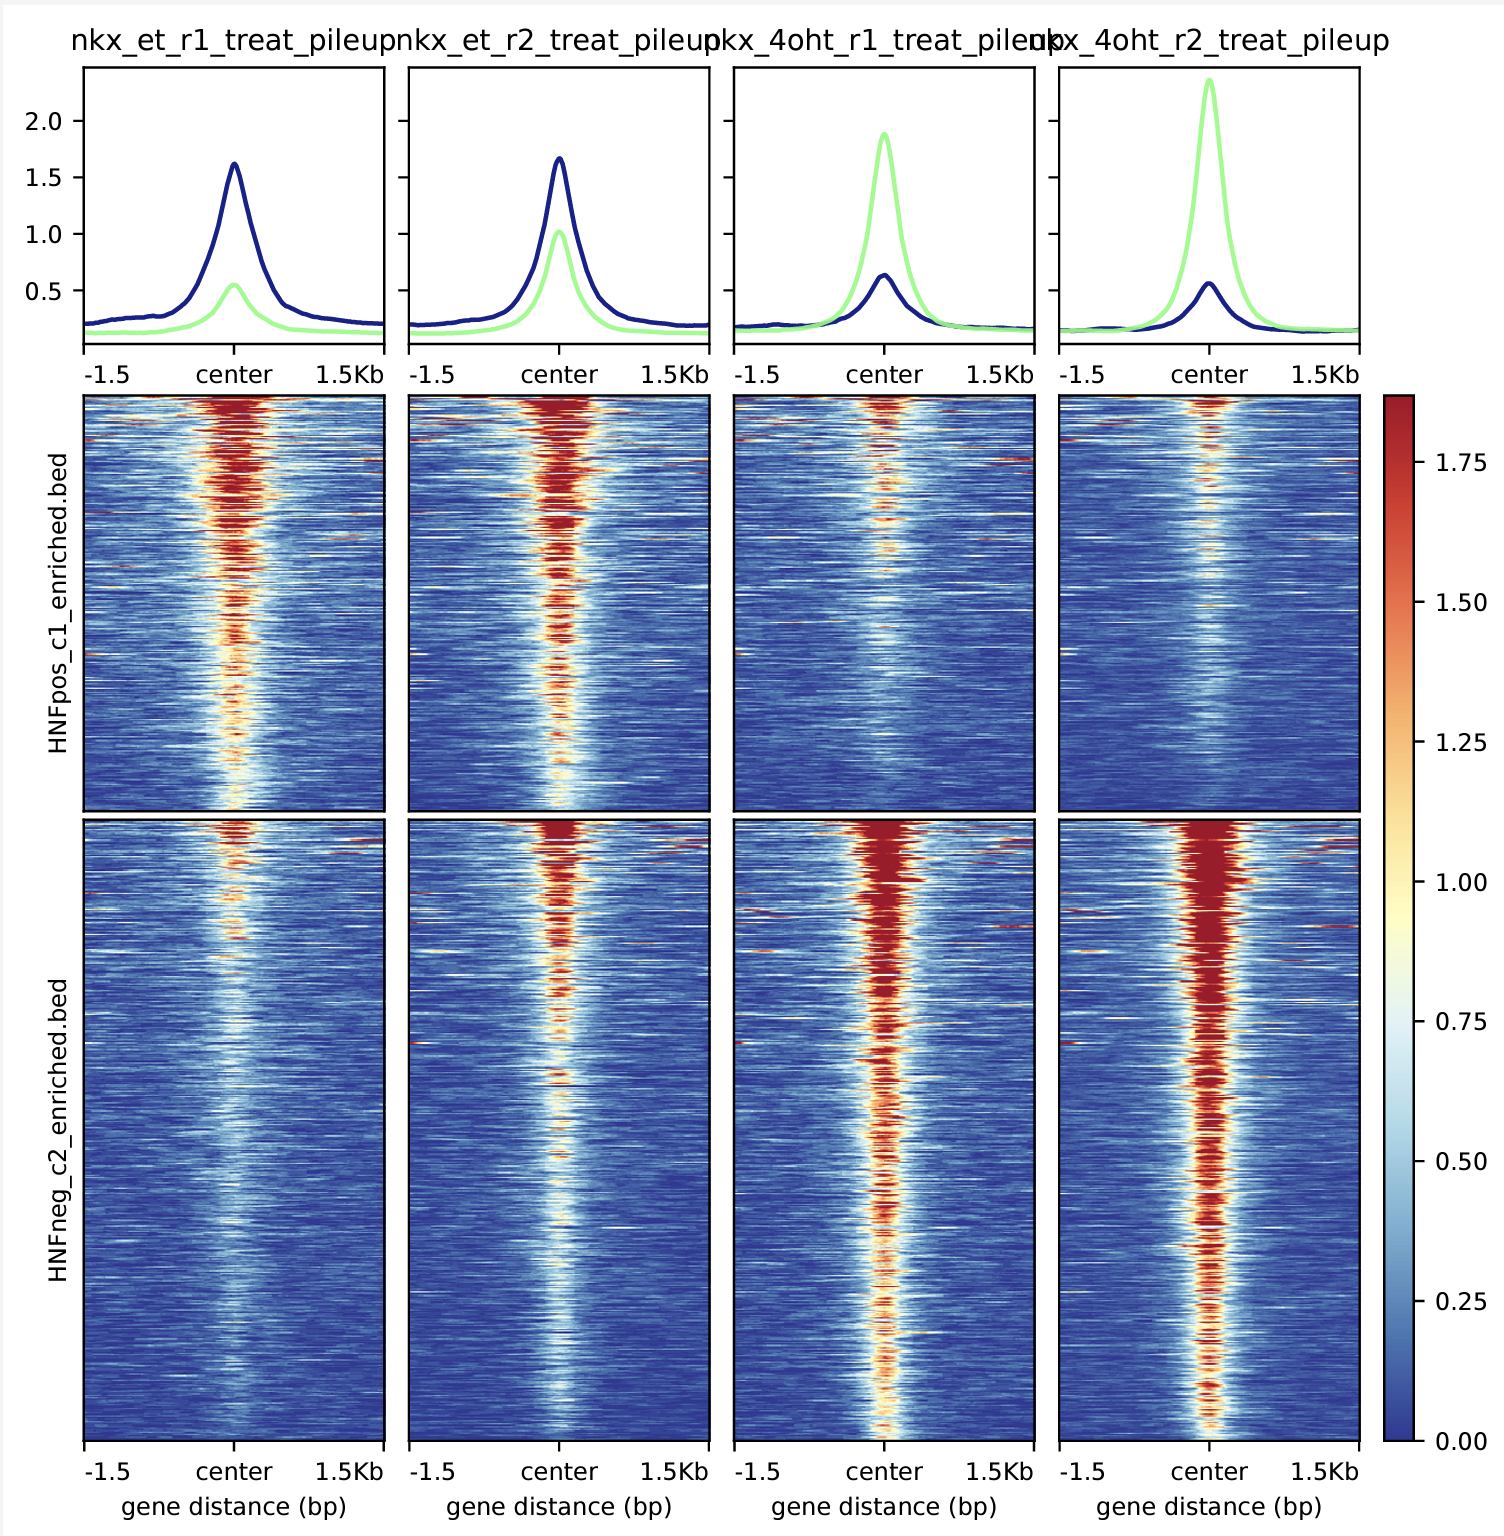 nkx_et_r1_treat_pileup nkx_et_r2_treat_pileup nkx_4oht_r1_treat_pileup nkx_4oht_r2_treat_pileup
2.0
1.5
1.0
0.5
-1.5 center 1.5Kb -1.5 center 1.5Kb -1.5 center 1.5Kb -1.5 center 1.5Kb
HNFpos_c1_enriched.bed
HNFneg_c2_enriched.bed
1.75
1.50
1.25
1.00
0.75
0.50
0.25
0.00
-1.5 center 1.5Kb -1.5 center 1.5Kb -1.5 center 1.5Kb -1.5 center 1.5Kb
gene distance (bp) gene distance (bp) gene distance (bp) gene distance (bp)